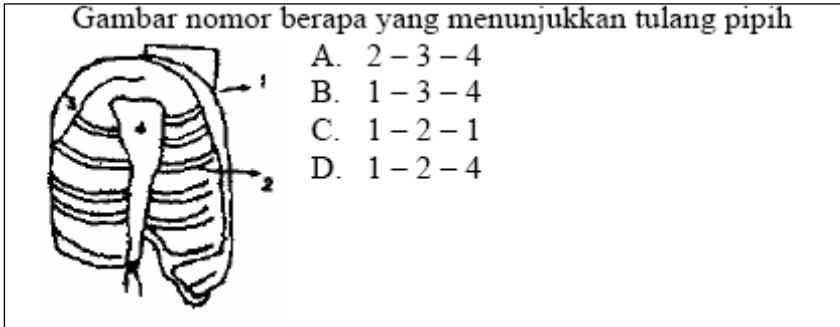 Gambar nomor berapa yang menunjukkan tulang pipih
A. 2 – 3 – 4
B. 1 – 3 – 4
C. 1 – 2 – 1
D. 1 – 2 – 4
1
3
4
2